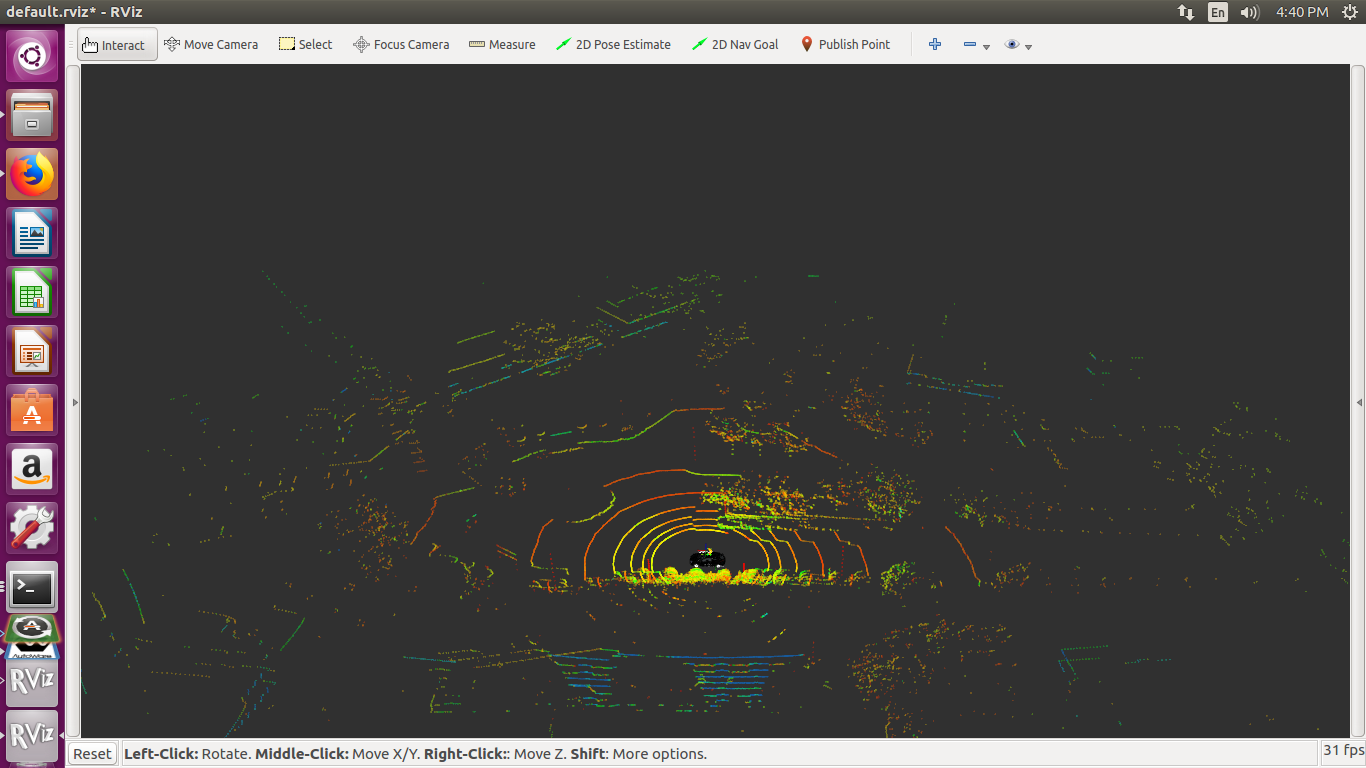 default.rviz* - RViz
En
4:40 PM
Interact
Move Camera
Select
Focus Camera
Measure
2D Pose Estimate
2D Nav Goal
Publish Point
a
>_
AutoWare
RViz
RViz
Reset
Left-Click: Rotate. Middle-Click: Move X/Y. Right-Click:: Move Z. Shift: More options.
31 fps